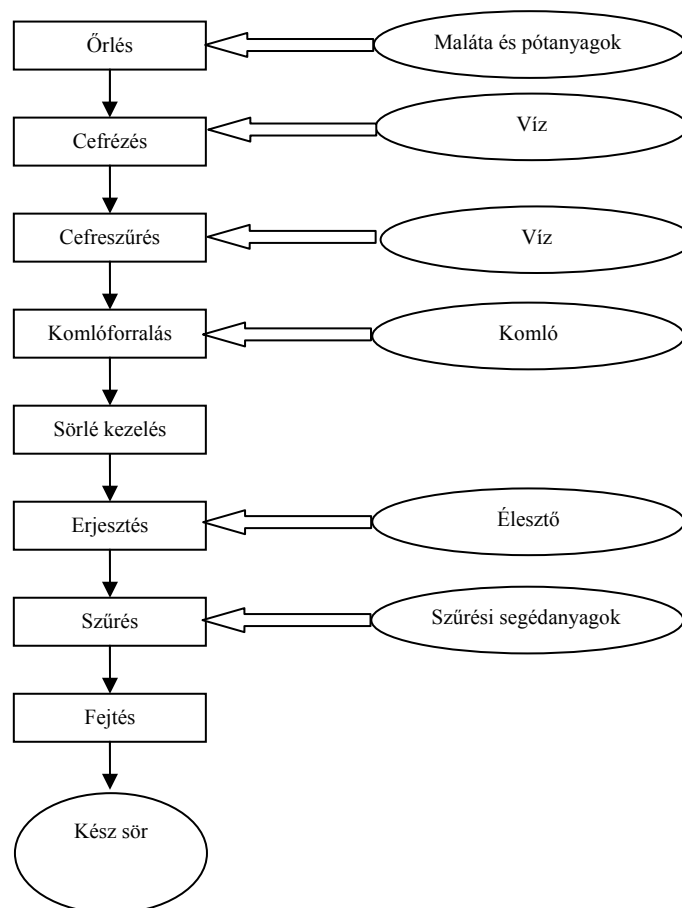 Őrlés
Maláta és pótanyagok
Cefrézés
Víz
Cefreszűrés
Víz
Komlóforralás
Komló
Sörlé kezelés
Erjesztés
Élesztő
Szűrés
Szűrési segédanyagok
Fejtés
Kész sör